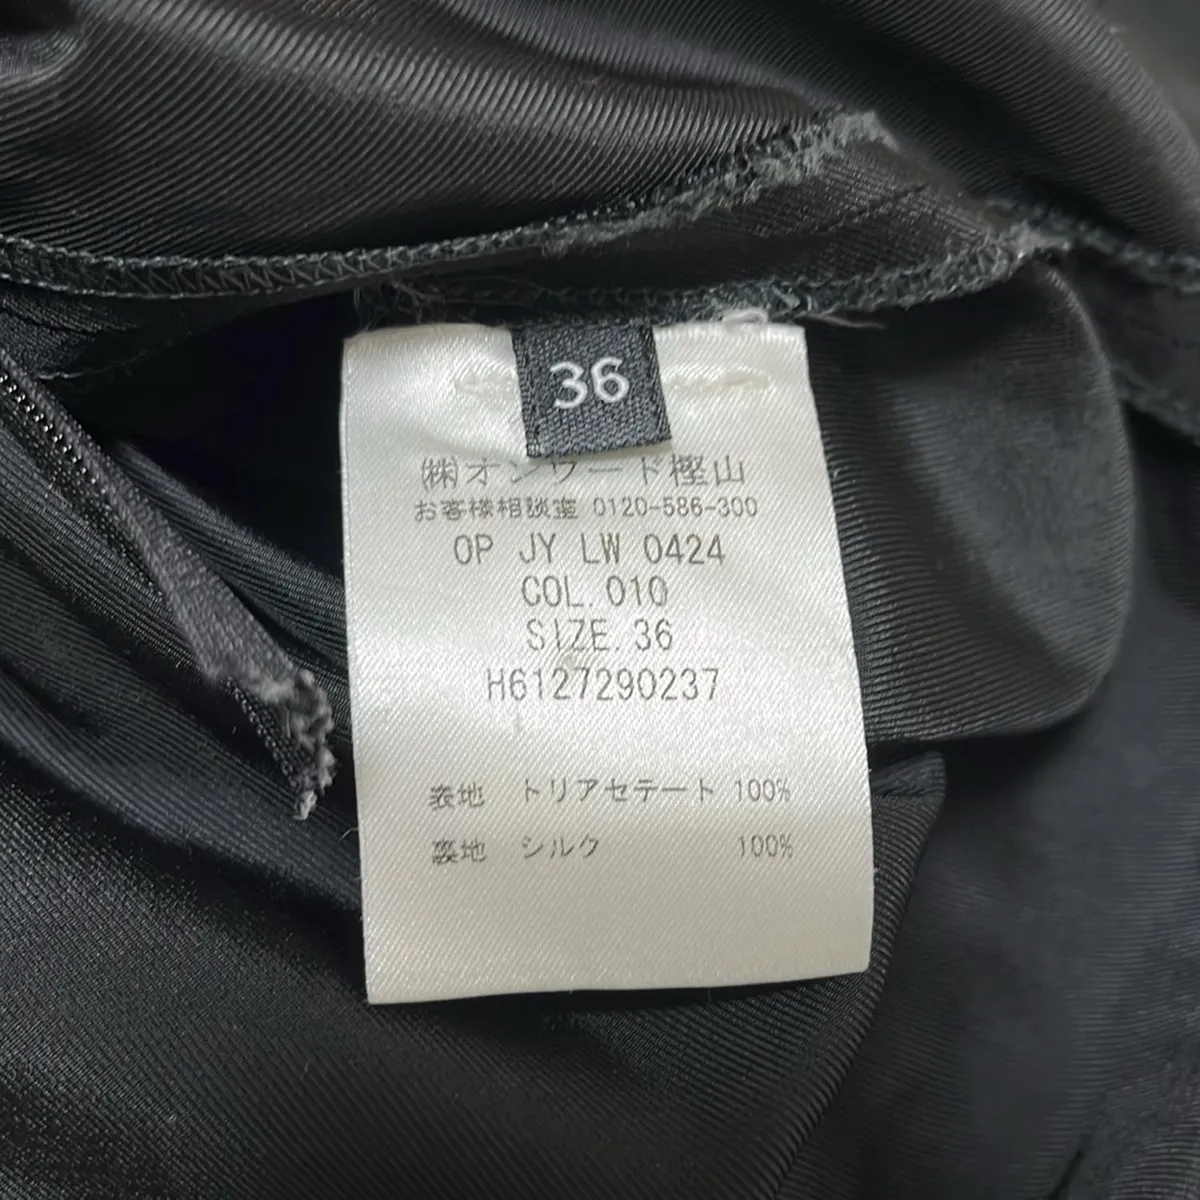 36
㈱オンワード樫山
お客様相談室 0120-586-300
OP JY LW 0424
COL. 010
SIZE. 36
H6127290237
表地 トリアセテート 100%
裏地 シルク 100%